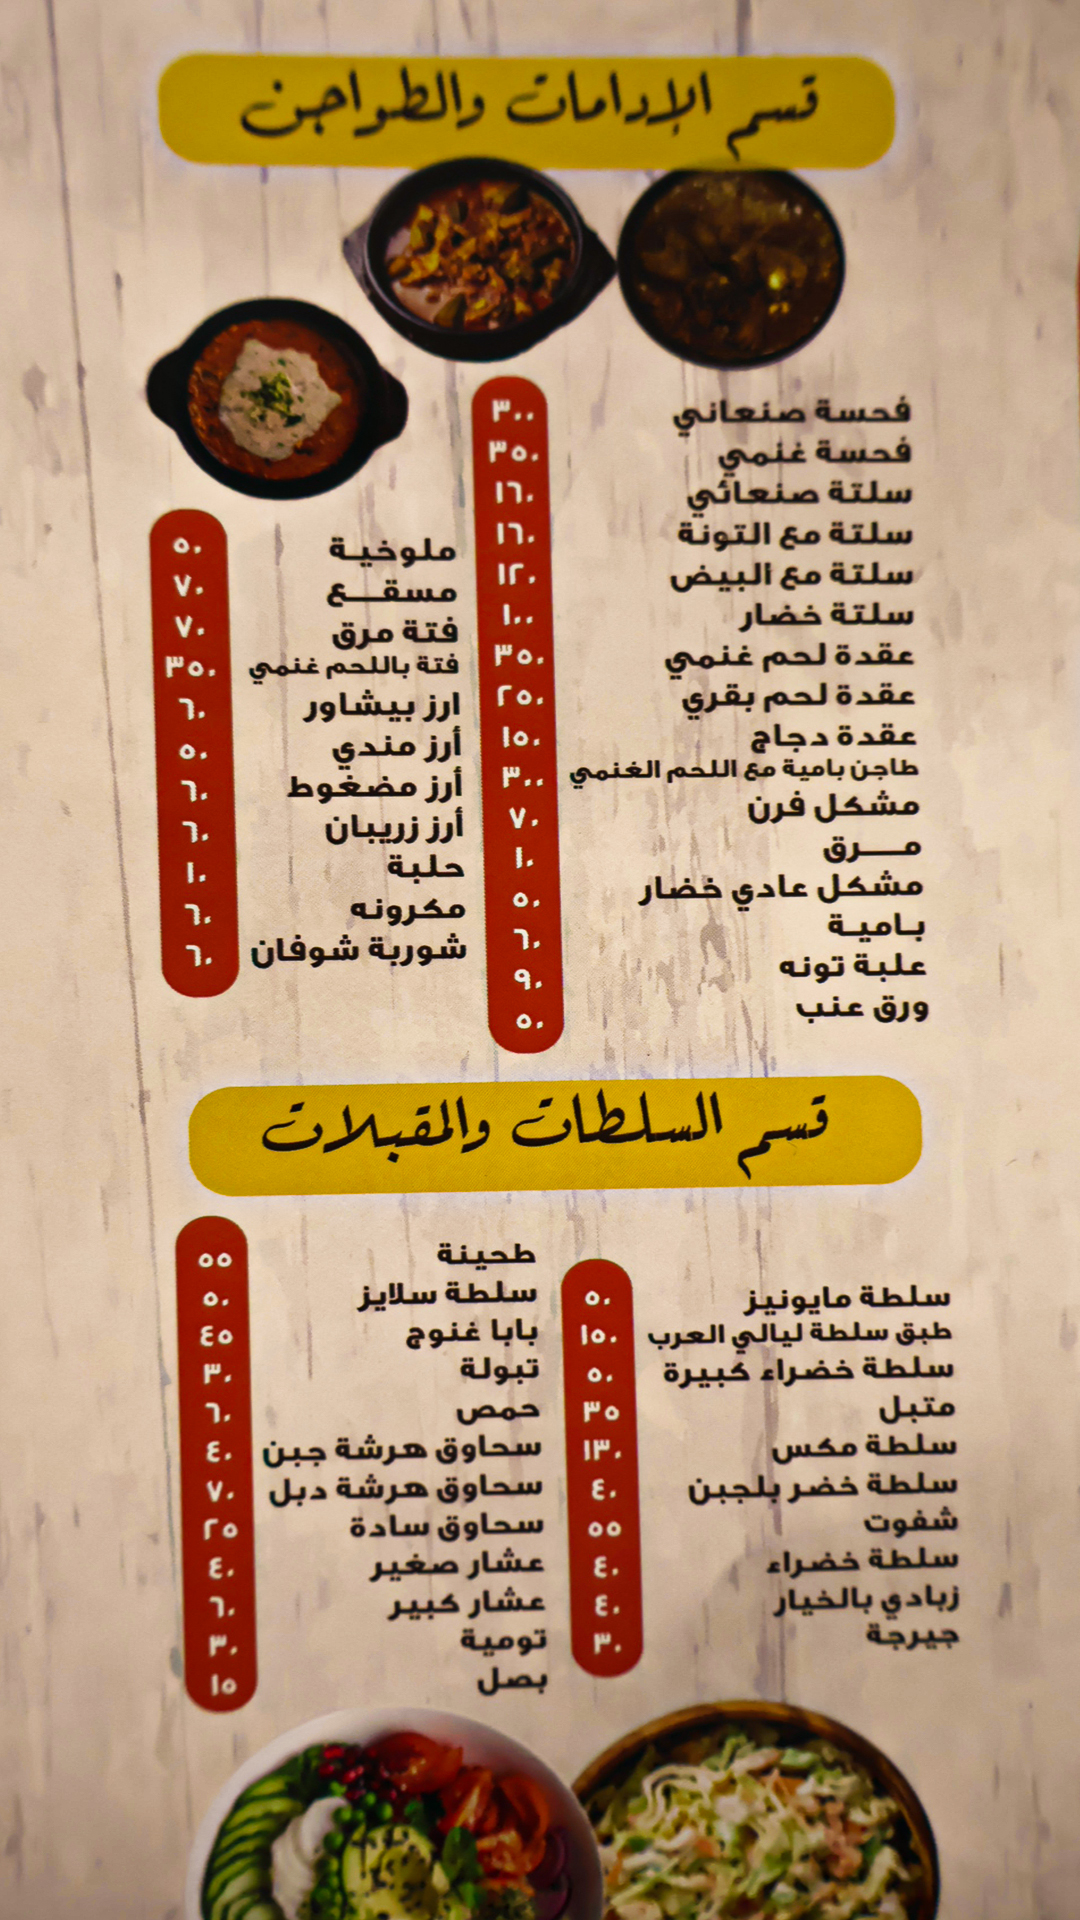 قسم الإدامات والطواجن
فحسة صنعاني ٣٠٠
فحسة غنمي ٣٥٠
سلتة صنعائي ١٦٠
سلتة مع التونة ١٦٠
سلتة مع البيض ١٢٠
سلتة خضار ١٠٠
عقدة لحم غنمي ٣٥٠
عقدة لحم بقري ٢٥٠
عقدة دجاج ١٥٠
طاجن بامية مع اللحم الغنمي ٣٠٠
مشكل فرن ٧٠
مـــرق ١٠
مشكل عادي خضار ٥٠
باميـة ٦٠
علبة تونه ٩٠
ورق عنب ٥٠
ملوخيـة ٥٠
مسقـــع ٧٠
فتة مرق ٧٠
فتة باللحم غنمي ٣٥٠
ارز بيشاور ٦٠
أرز مندي ٥٠
أرز مضغوط ٦٠
أرز زريبان ٦٠
حلبة ١٠
مكرونه ٦٠
شوربة شوفان ٦٠
قسم السلطات والمقبلات
سلطة مايونيز ٥٠
طبق سلطة ليالي العرب ١٥٠
سلطة خضراء كبيرة ٥٠
متبل ٣٥
سلطة مكس ١٣٠
سلطة خضر بلجبن ٤٠
شفوت ٥٥
سلطة خضراء ٤٠
زبادي بالخيار ٤٠
جيرجة ٣٠
طحينة ٥٥
سلطة سلايز ٥٠
بابا غنوج ٤٥
تبولة ٣٠
حمص ٦٠
سحاوق هرشة جبن ٤٠
سحاوق هرشة دبل ٧٠
سحاوق سادة ٢٥
عشار صغير ٤٠
عشار كبير ٦٠
تومية ٣٠
بصل ١٥